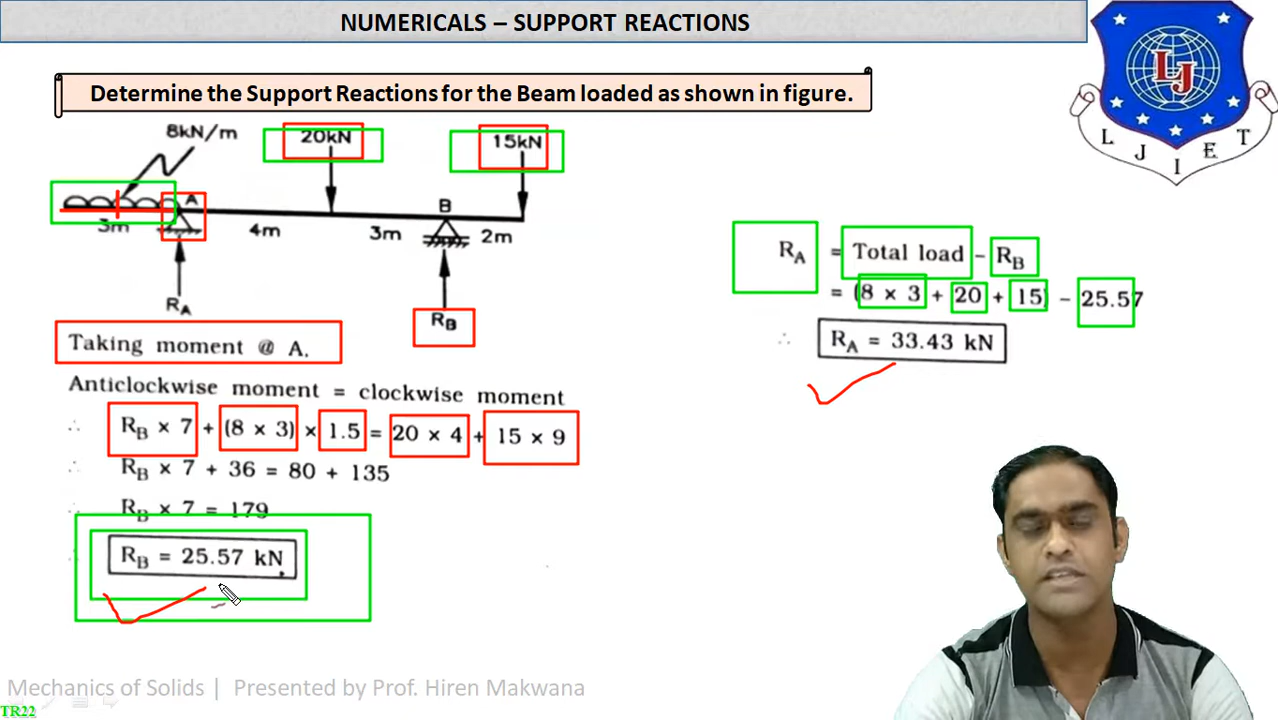 NUMERICALS – SUPPORT REACTIONS
LJ
L J I E T
Determine the Support Reactions for the Beam loaded as shown in figure.
8kN/m
20kN
15kN
A
B
3m
4m
3m
2m
RA
RB
Taking moment @ A.
Anticlockwise moment = clockwise moment
∴ RB × 7 + (8 × 3) × 1.5 = 20 × 4 + 15 × 9
∴ RB × 7 + 36 = 80 + 135
∴ RB × 7 = 179
∴ RB = 25.57 kN
RA = Total load – RB
= (8 × 3 + 20 + 15) – 25.57
∴ RA = 33.43 kN
Mechanics of Solids | Presented by Prof. Hiren Makwana
TR22